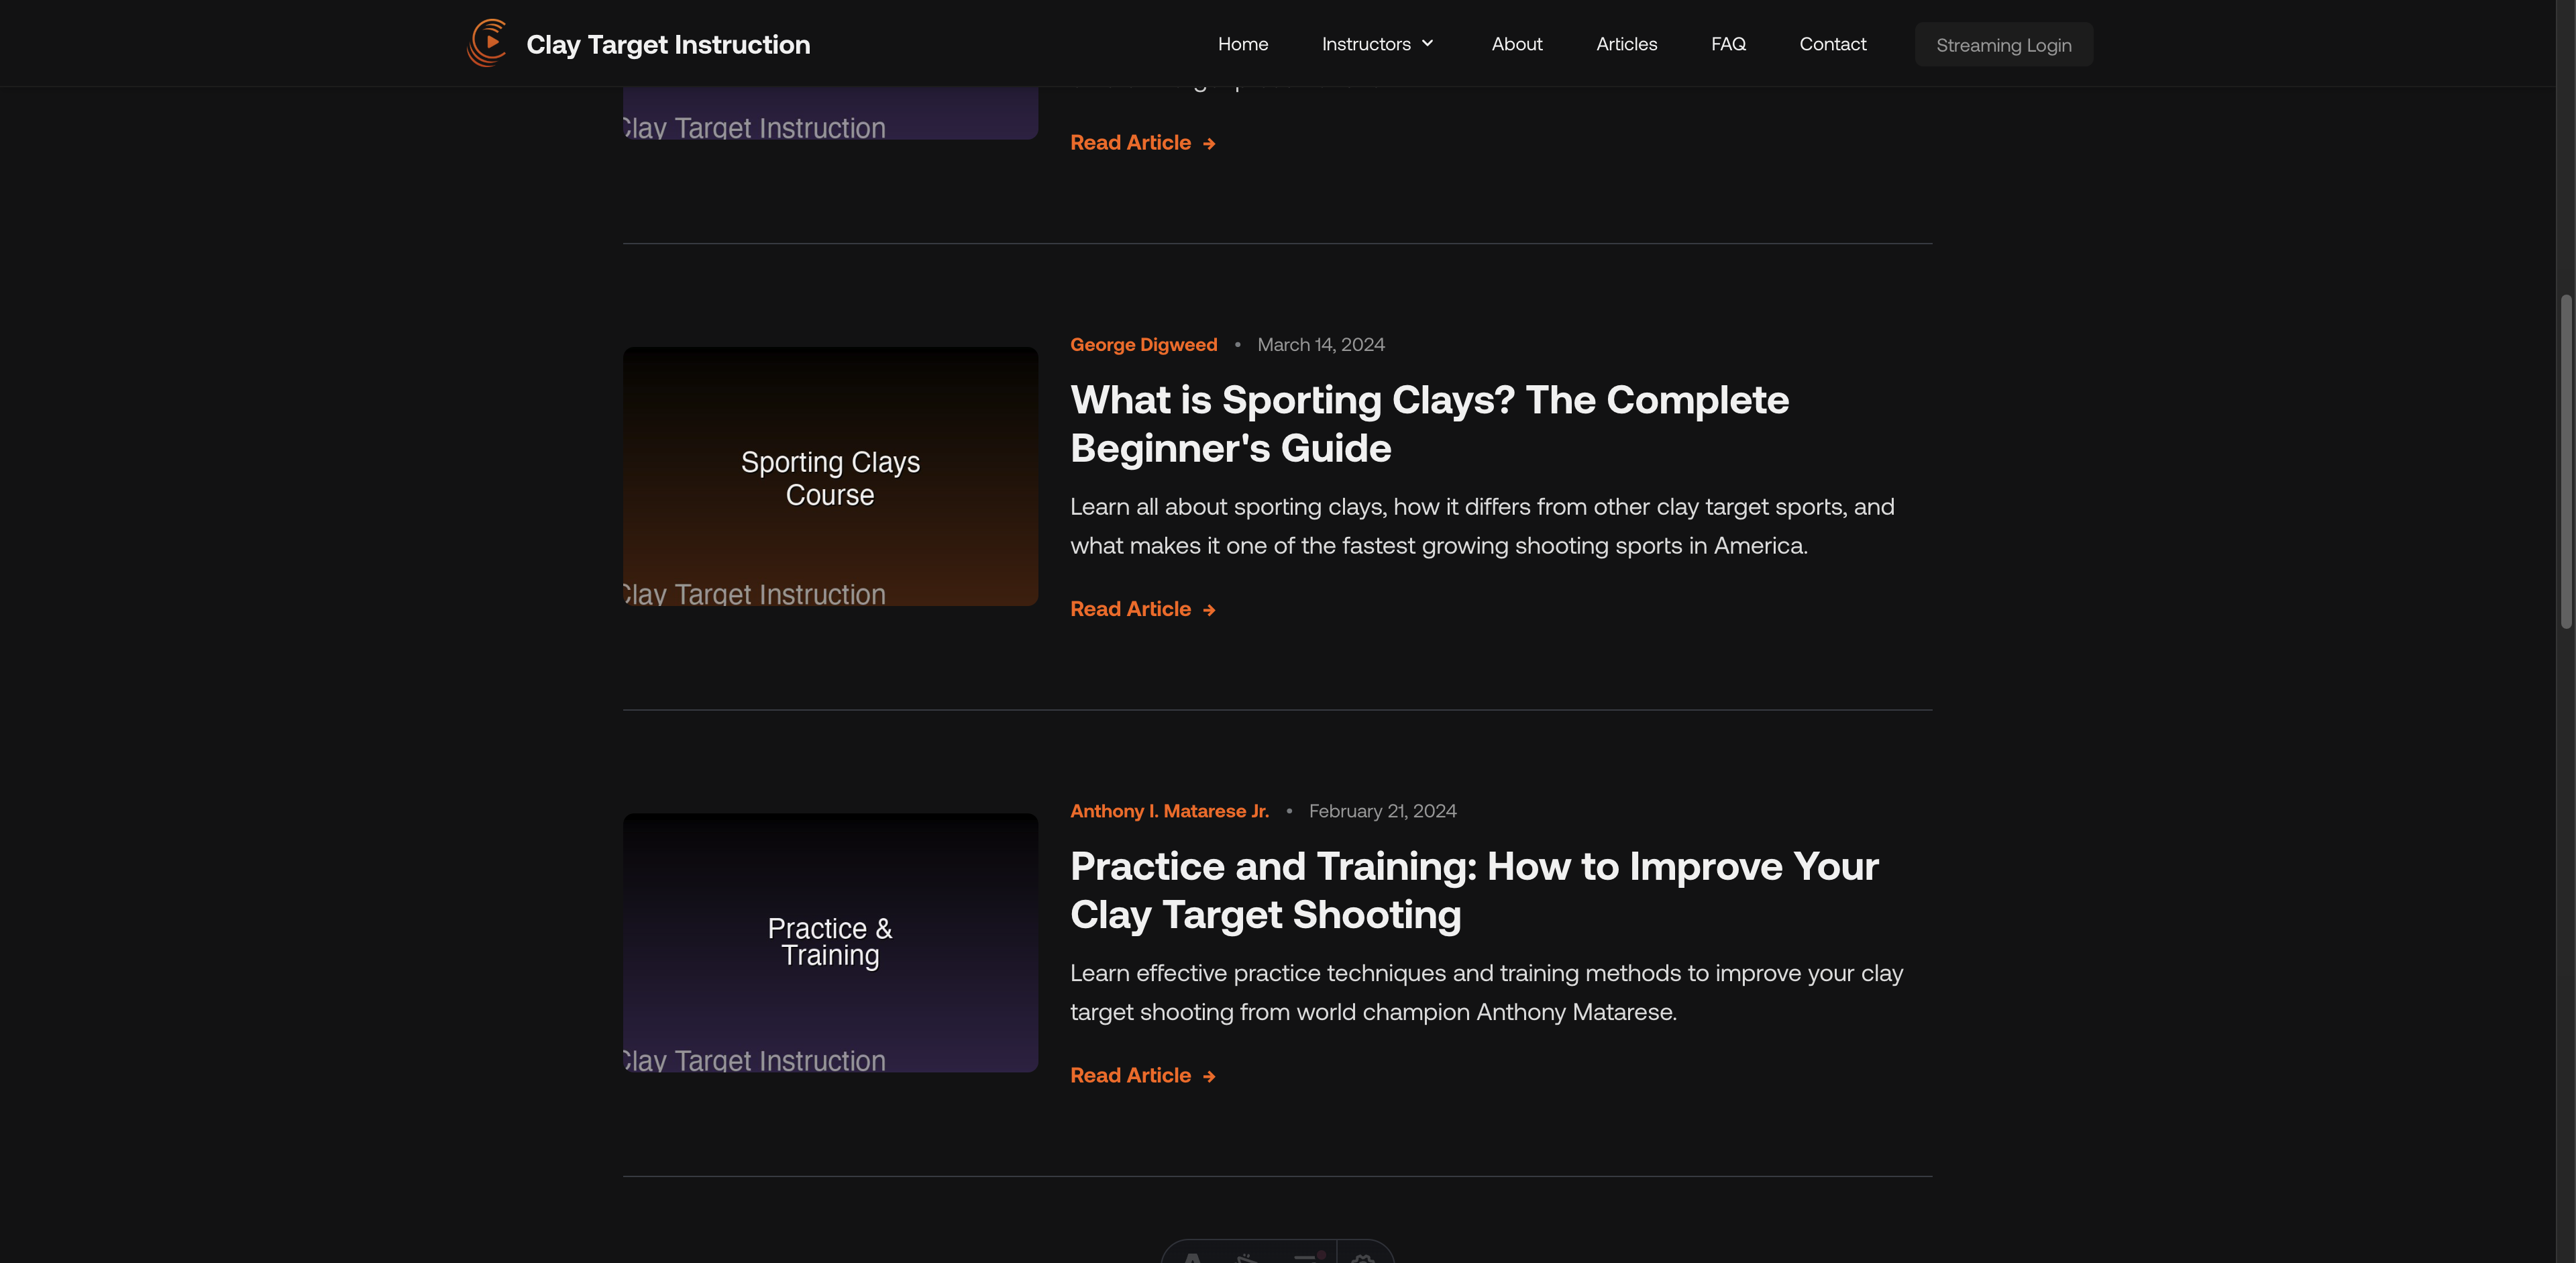 Clay Target Instruction
Home
Instructors
About
Articles
FAQ
Contact
Streaming Login
Clay Target Instruction
Read Article →
George Digweed • March 14, 2024
What is Sporting Clays? The Complete
Beginner's Guide
Learn all about sporting clays, how it differs from other clay target sports, and
what makes it one of the fastest growing shooting sports in America.
Read Article →
Sporting Clays
Course
Clay Target Instruction
Anthony I. Matarese Jr. • February 21, 2024
Practice and Training: How to Improve Your
Clay Target Shooting
Learn effective practice techniques and training methods to improve your clay
target shooting from world champion Anthony Matarese.
Read Article →
Practice &
Training
Clay Target Instruction